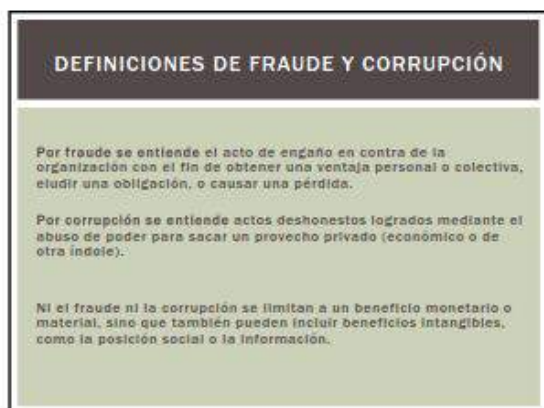 DEFINICIONES DE FRAUDE Y CORRUPCIÓN
Por fraude se entiende el acto de engaño en contra de la
organización con el fin de obtener una ventaja personal o colectiva,
eludir una obligación, o causar una pérdida.
Por corrupción se entiende actos deshonestos logrados mediante el
abuso de poder para sacar un provecho privado (económico o de
otra índole).
Ni el fraude ni la corrupción se limitan a un beneficio monetario o
material, sino que también pueden incluir beneficios intangibles,
como la posición social o la información.